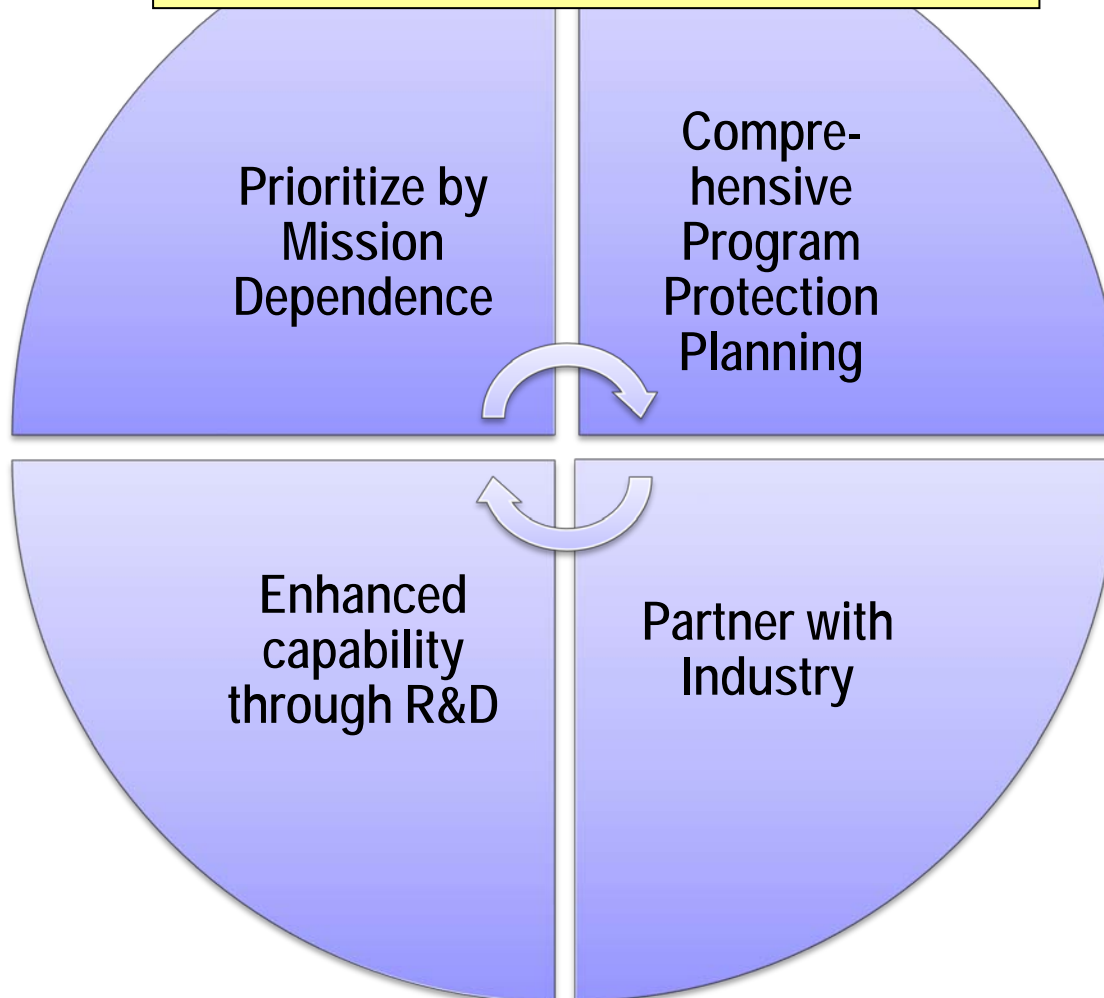 Prioritize by
Mission
Dependence
Compre-
hensive
Program
Protection
Planning
Enhanced
capability
through R&D
Partner with
Industry